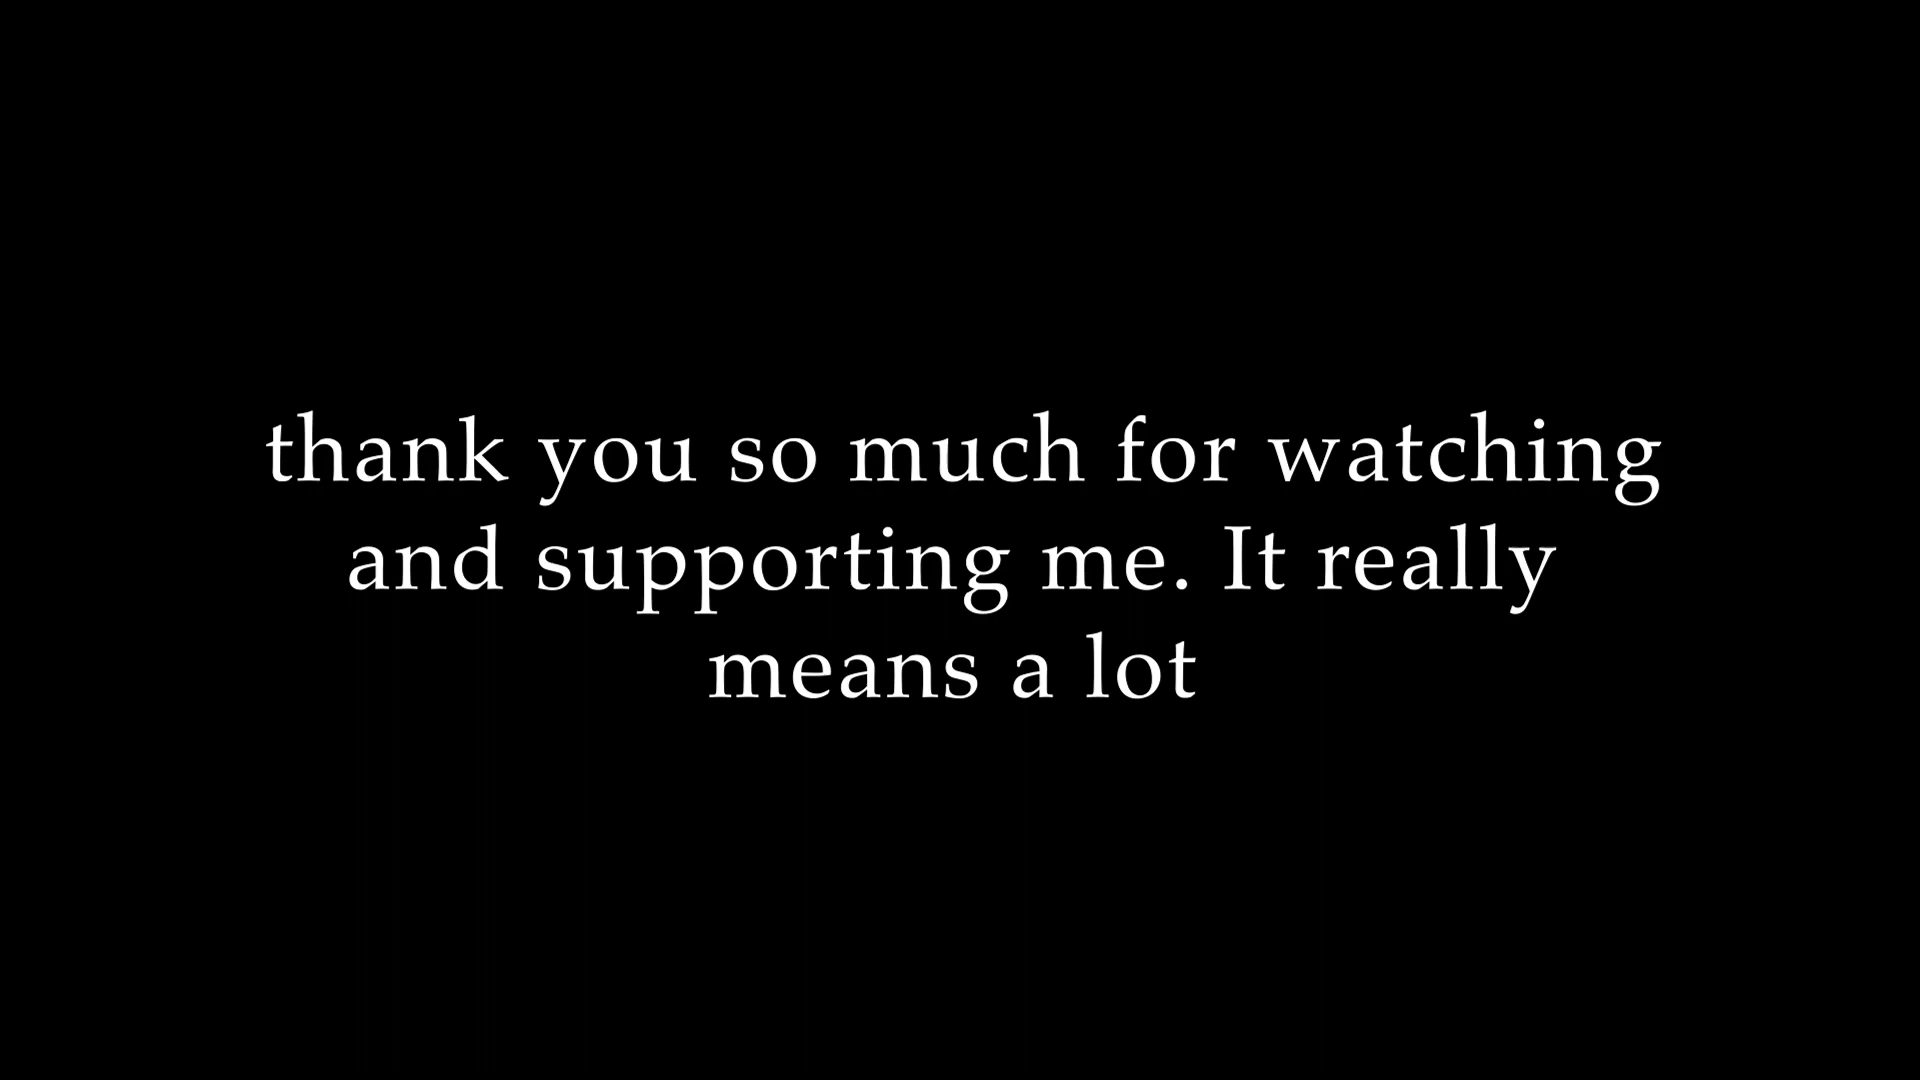 thank you so much for watching
and supporting me. It really
means a lot